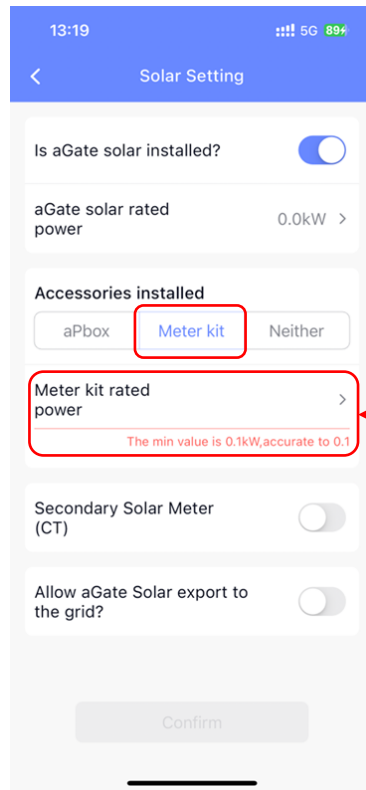 13:19 5G 89
Solar Setting
Is aGate solar installed?
aGate solar rated
power
0.0kW
Accessories installed
aPbox Meter kit Neither
Meter kit rated
power
The min value is 0.1kW,accurate to 0.1
Secondary Solar Meter
(CT)
Allow aGate Solar export to
the grid?
Confirm